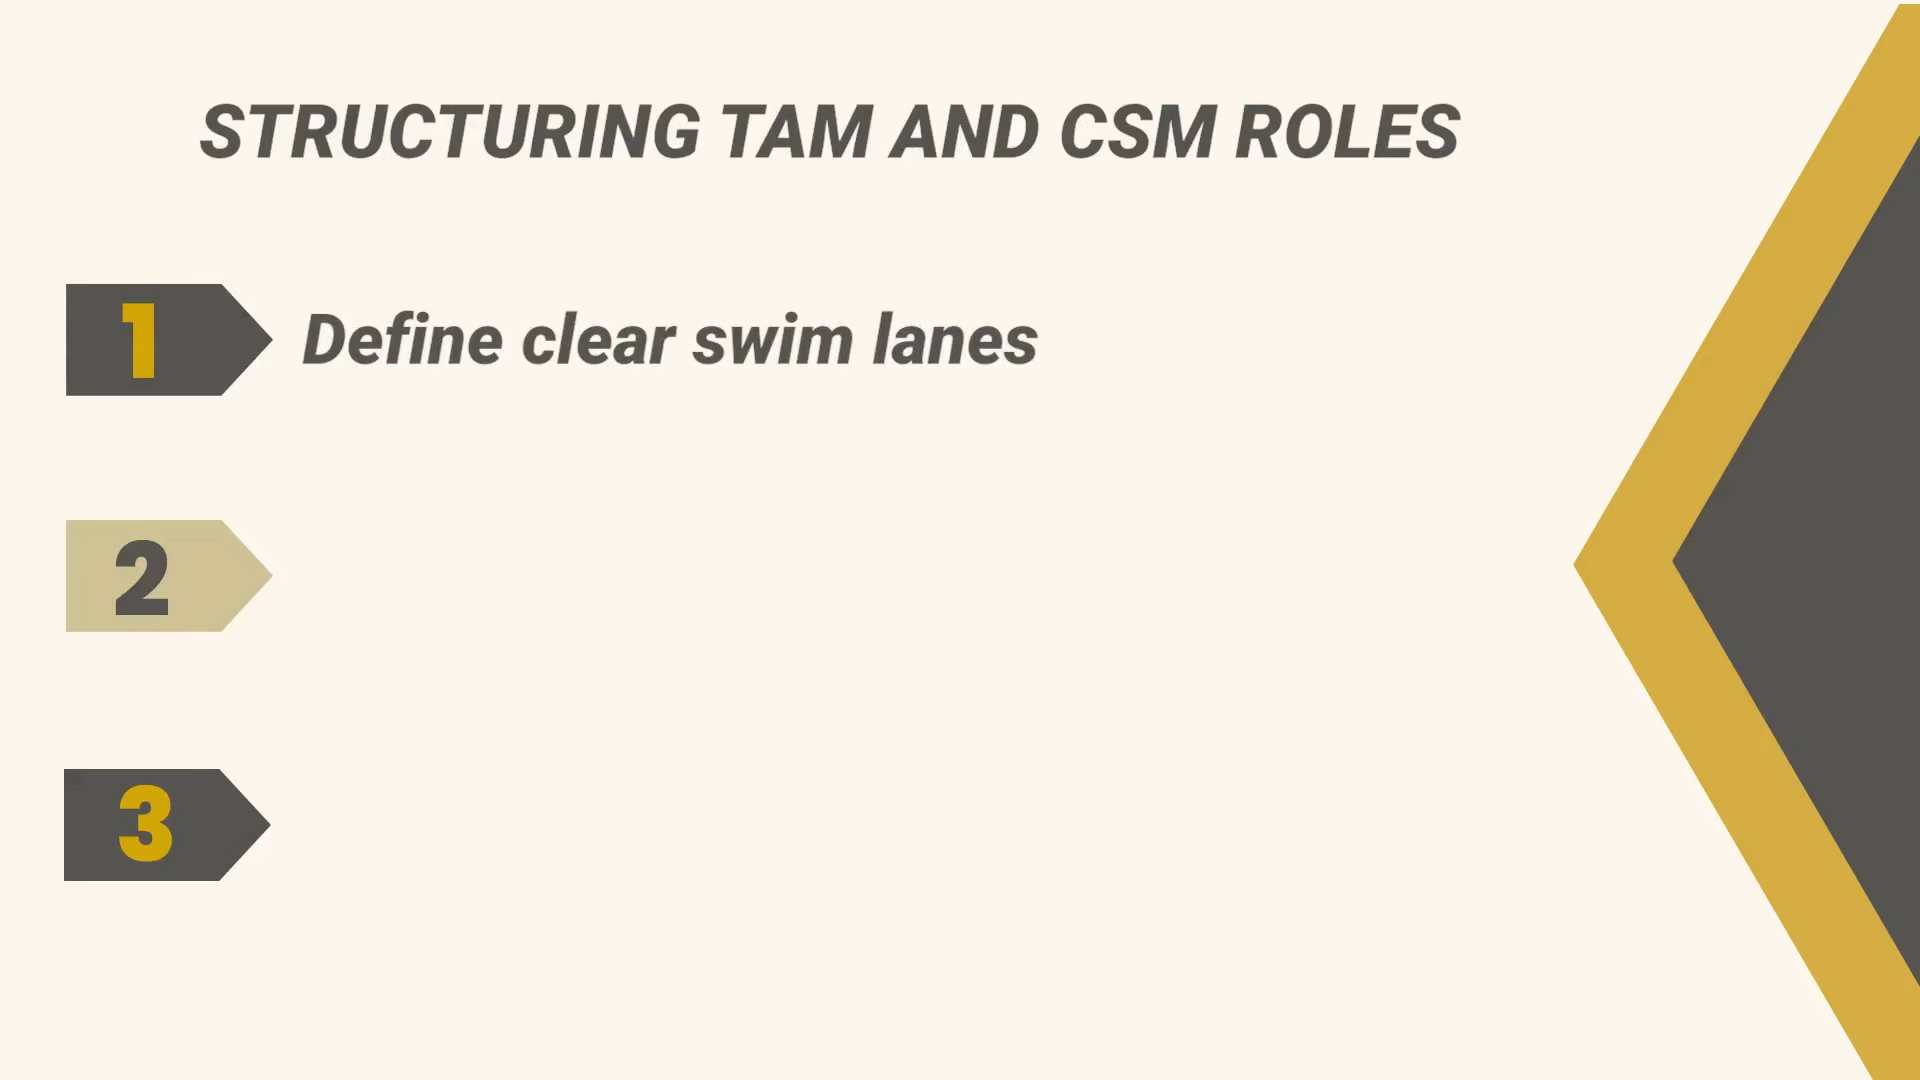 STRUCTURING TAM AND CSM ROLES
1 Define clear swim lanes
2
3